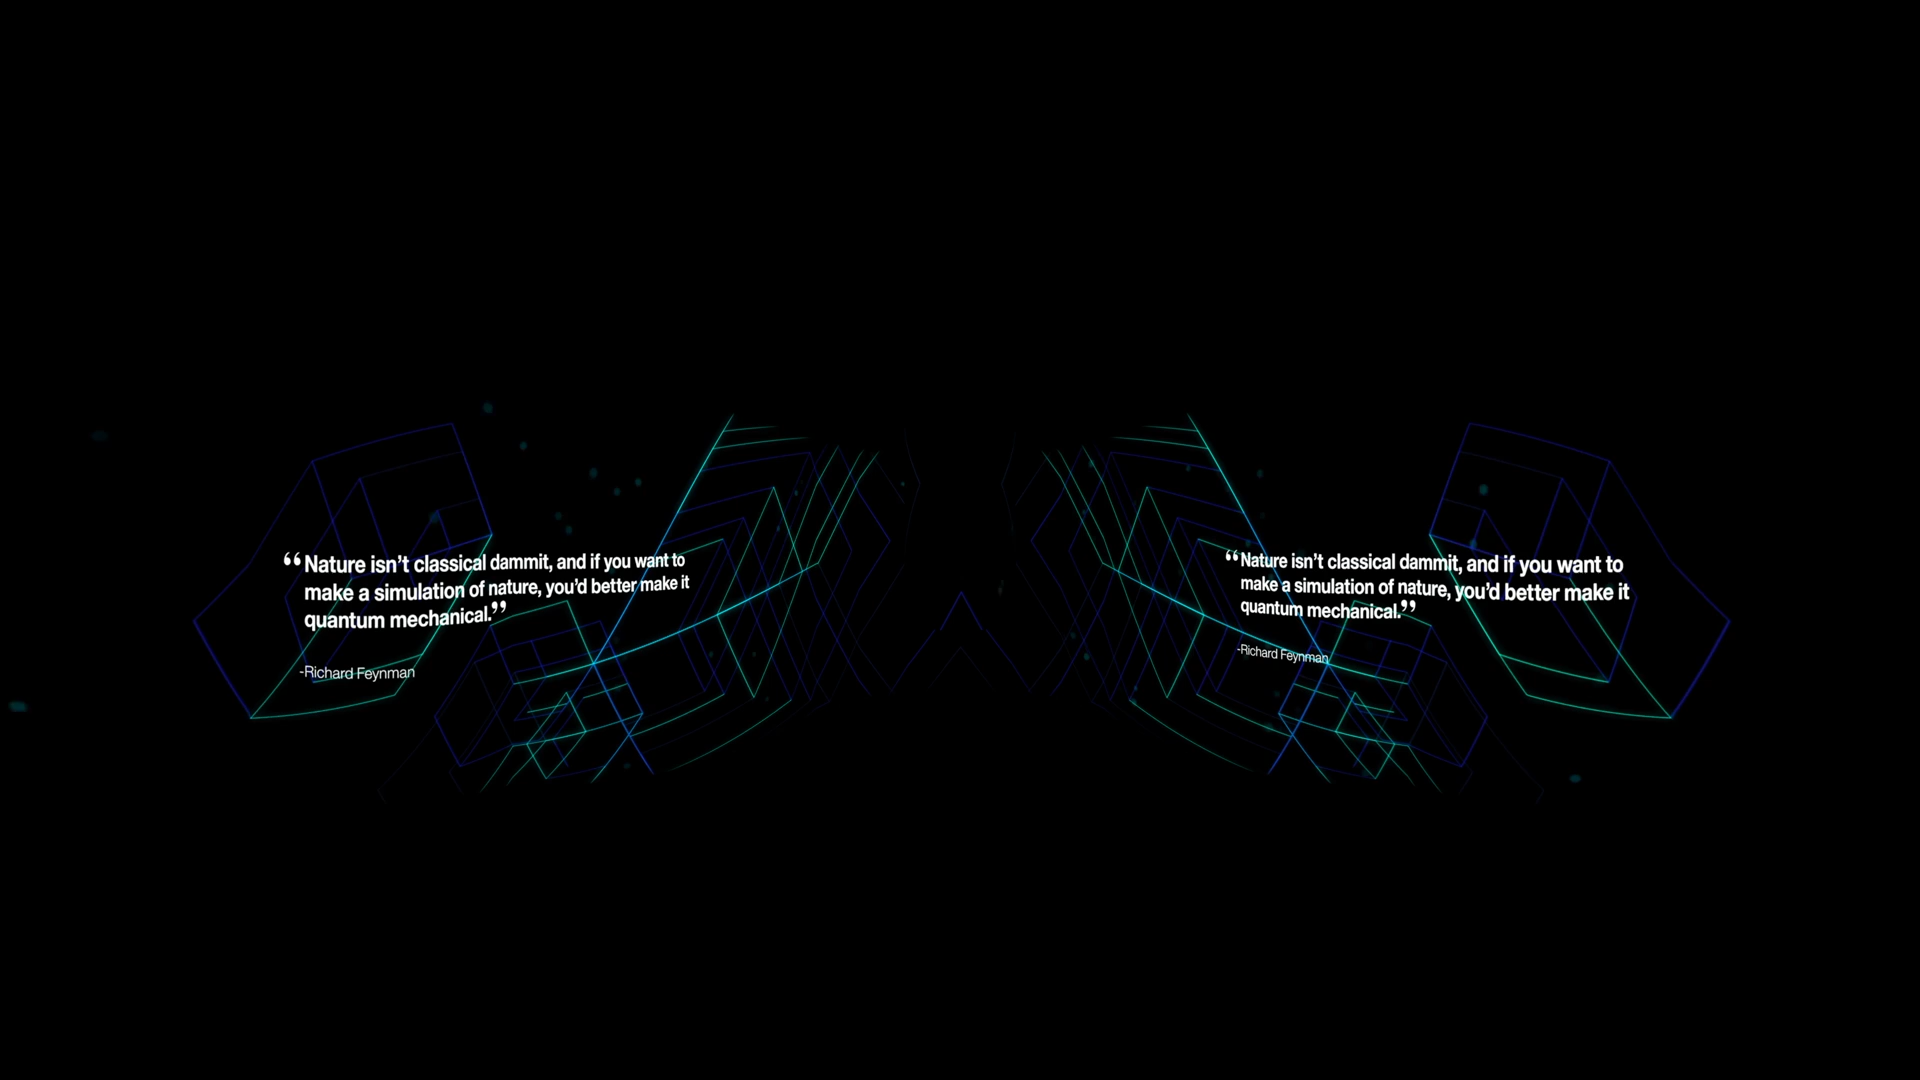 “Nature isn’t classical dammit, and if you want to
make a simulation of nature, you’d better make it
quantum mechanical.”
-Richard Feynman
“Nature isn’t classical dammit, and if you want to
make a simulation of nature, you’d better make it
quantum mechanical.”
-Richard Feynman